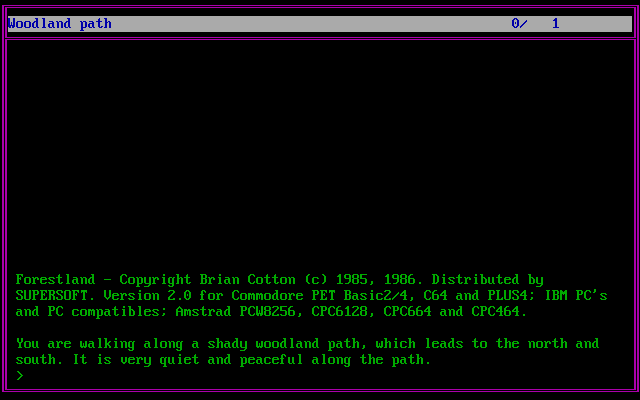 Woodland path 0/ 1
Forestland - Copyright Brian Cotton (c) 1985, 1986. Distributed by
SUPERSOFT. Version 2.0 for Commodore PET Basic2/4, C64 and PLUS4; IBM PC's
and PC compatibles; Amstrad PCW8256, CPC6128, CPC664 and CPC464.
You are walking along a shady woodland path, which leads to the north and
south. It is very quiet and peaceful along the path.
>